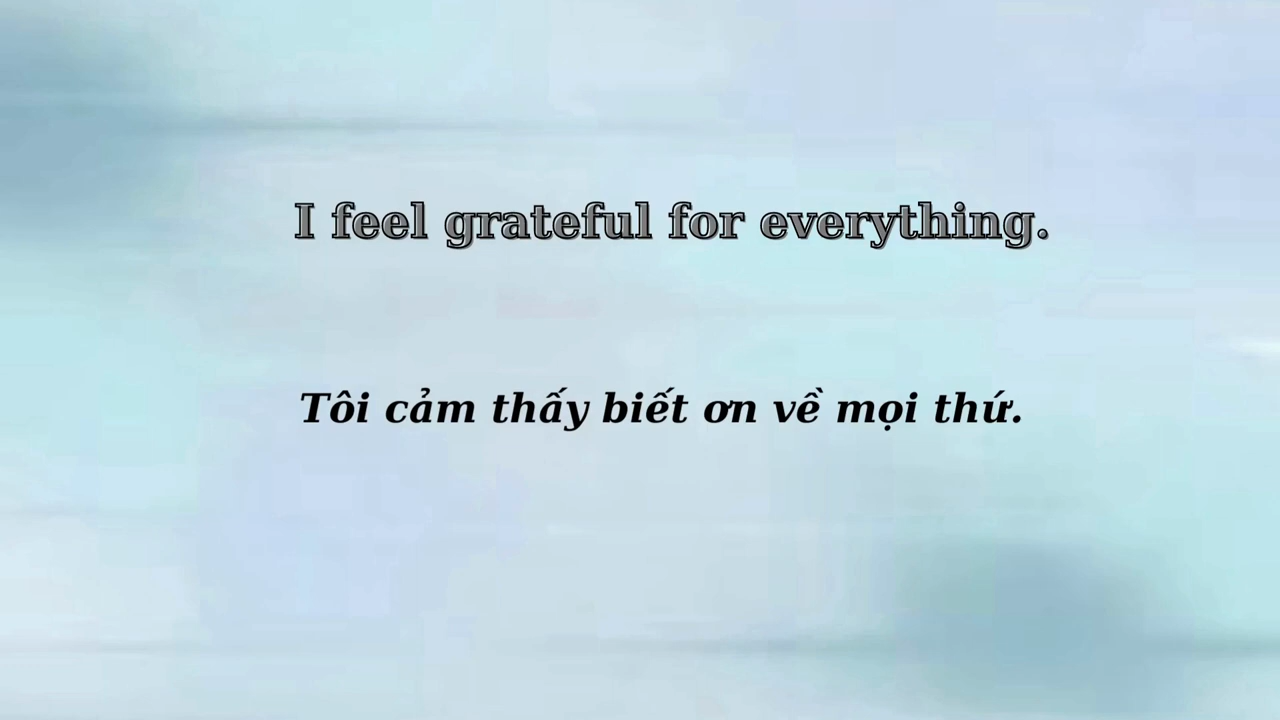 I feel grateful for everything.
Tôi cảm thấy biết ơn về mọi thứ.